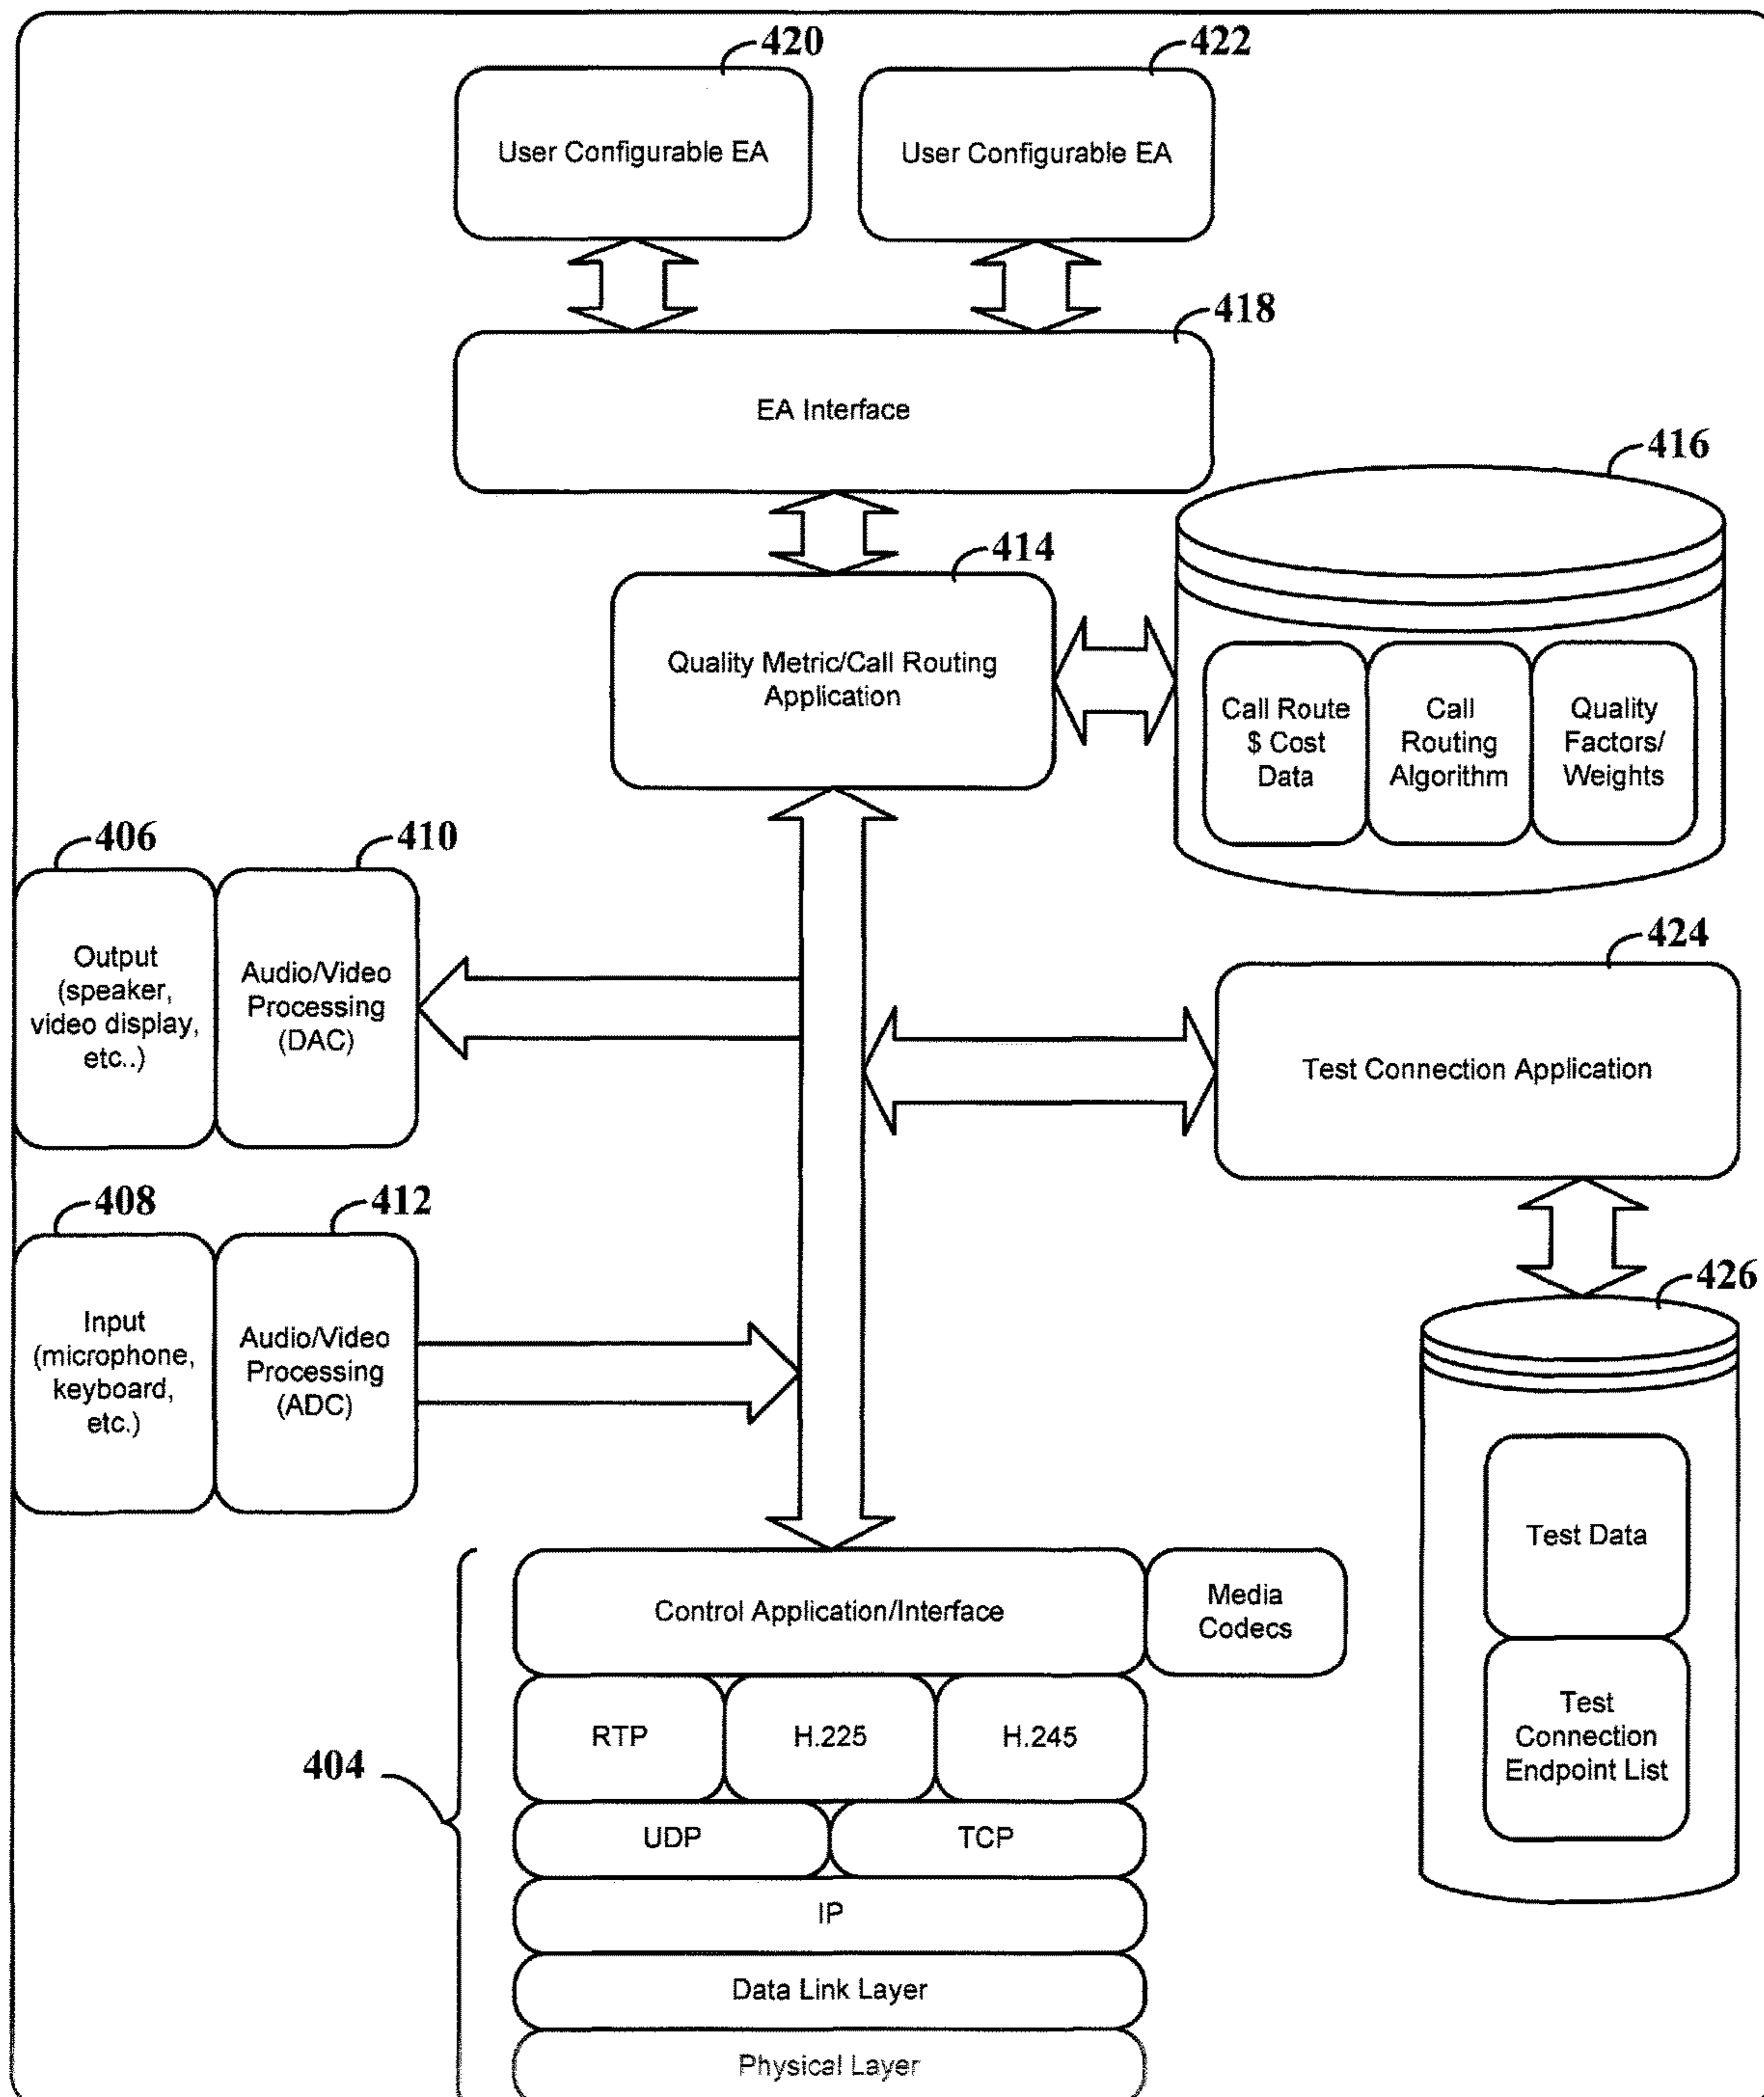 420
422
User Configurable EA
User Configurable EA
418
EA Interface
416
414
Quality Metric/Call Routing
Application
Call Route
$ Cost
Data
Call
Routing
Algorithm
Quality
Factors/
Weights
406
410
Output
(speaker,
video display,
etc..)
Audio/Video
Processing
(DAC)
424
Test Connection Application
408
412
Input
(microphone,
keyboard,
etc.)
Audio/Video
Processing
(ADC)
426
Test Data
Test
Connection
Endpoint List
404
Control Application/Interface
Media
Codecs
RTP
H.225
H.245
UDP
TCP
IP
Data Link Layer
Physical Layer